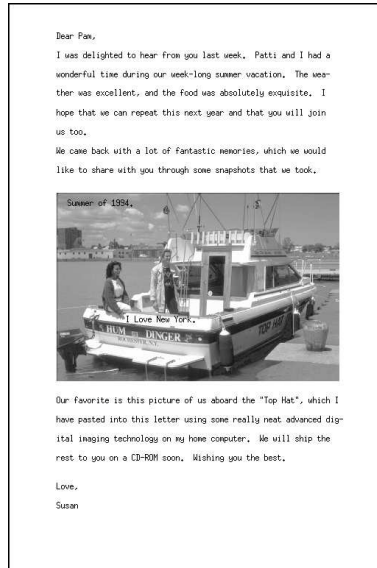 Dear Pam,
I was delighted to hear from you last week.  Patti and I had a
wonderful time during our week-long summer vacation.  The wea-
ther was excellent, and the food was absolutely exquisite.  I
hope that we can repeat this next year and that you will join
us too.
We came back with a lot of fantastic memories, which we would
like to share with you through some snapshots that we took.
Summer of 1994.
I Love New York.
HUM DINGER
ROCHESTER, N.Y.
TOP HAT
Our favorite is this picture of us aboard the "Top Hat", which I
have pasted into this letter using some really neat advanced dig-
ital imaging technology on my home computer.  We will ship the
rest to you on a CD-ROM soon.  Wishing you the best.
Love,
Susan